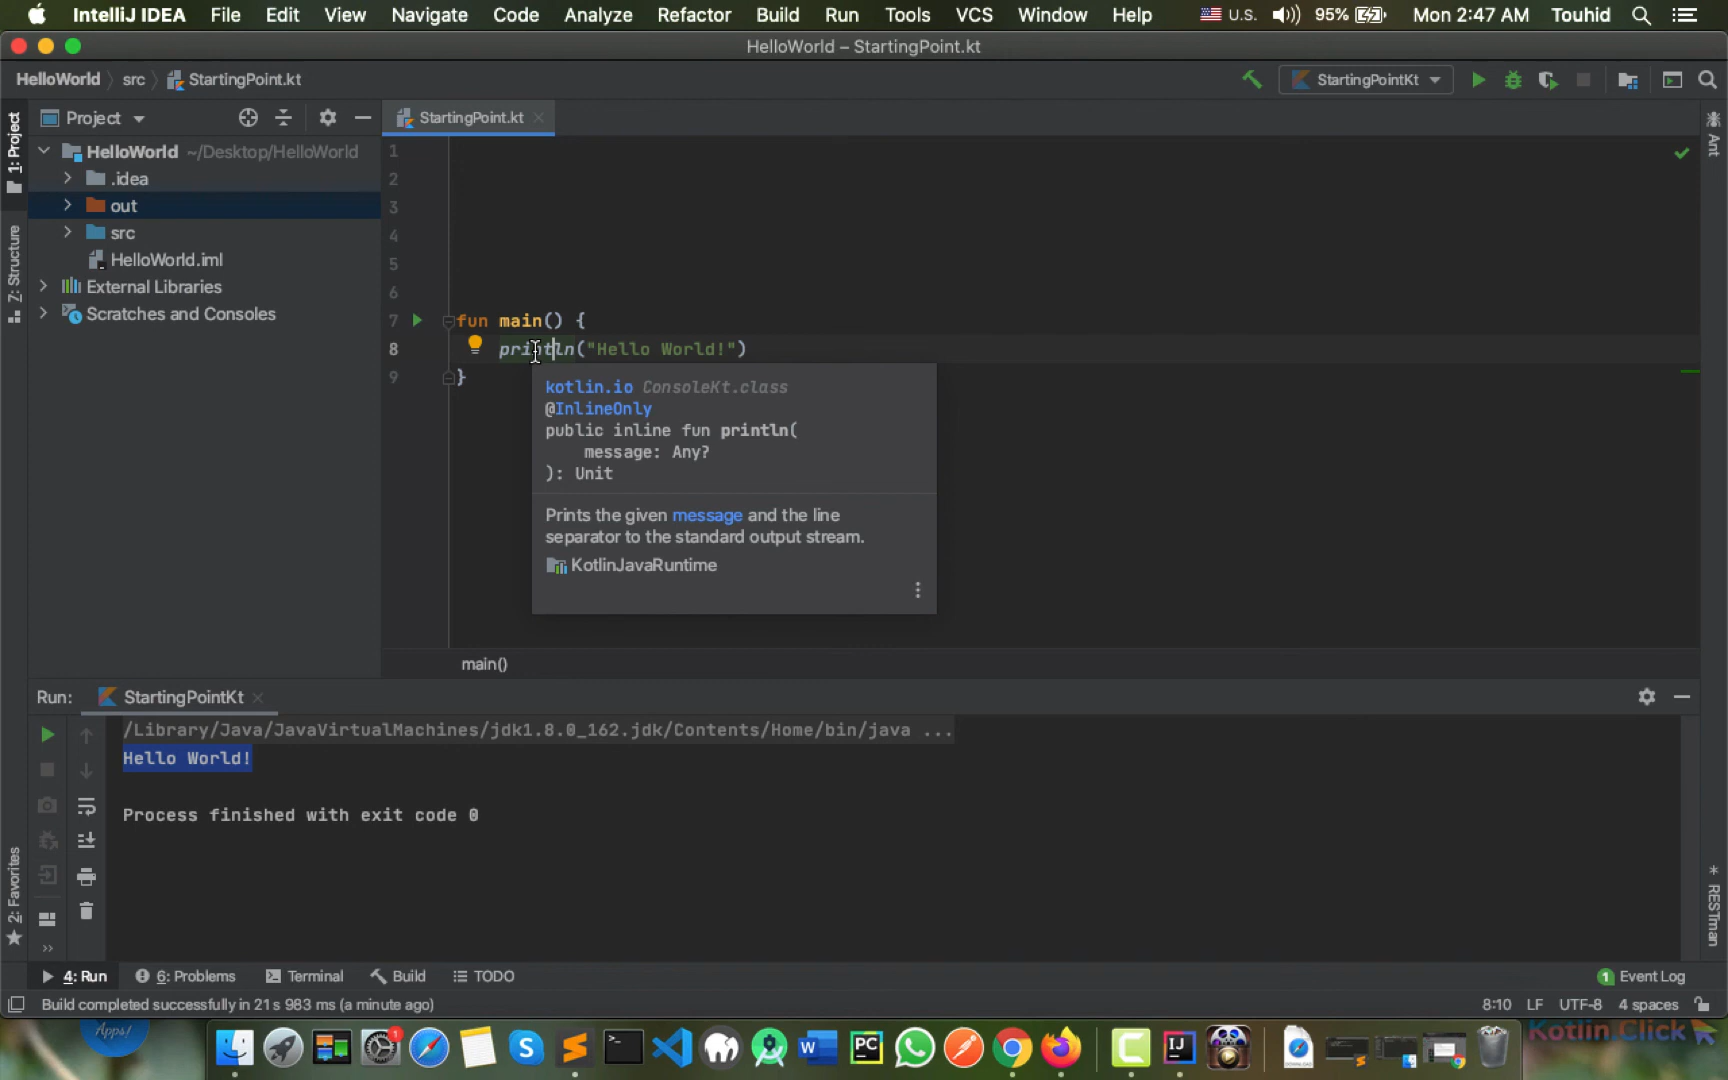 IntelliJ IDEA File Edit View Navigate Code Analyze Refactor Build Run Tools VCS Window Help U.S. 95% Mon 2:47 AM Touhid
HelloWorld – StartingPoint.kt
HelloWorld src StartingPoint.kt StartingPointKt
1: Project
Z: Structure
2: Favorites
Project
HelloWorld ~/Desktop/HelloWorld
.idea
out
src
HelloWorld.iml
External Libraries
Scratches and Consoles
StartingPoint.kt
1
2
3
4
5
6
7 fun main() {
8 println("Hello World!")
9 }
kotlin.io ConsoleKt.class
@InlineOnly
public inline fun println(
message: Any?
): Unit
Prints the given message and the line
separator to the standard output stream.
KotlinJavaRuntime
main()
Ant
RESTman
Run: StartingPointKt
/Library/Java/JavaVirtualMachines/jdk1.8.0_162.jdk/Contents/Home/bin/java ...
Hello World!
Process finished with exit code 0
4: Run 6: Problems Terminal Build TODO 1 Event Log
Build completed successfully in 21 s 983 ms (a minute ago) 8:10 LF UTF-8 4 spaces
Apps!
1
S
W
PC
IJ
Kotlin.Click